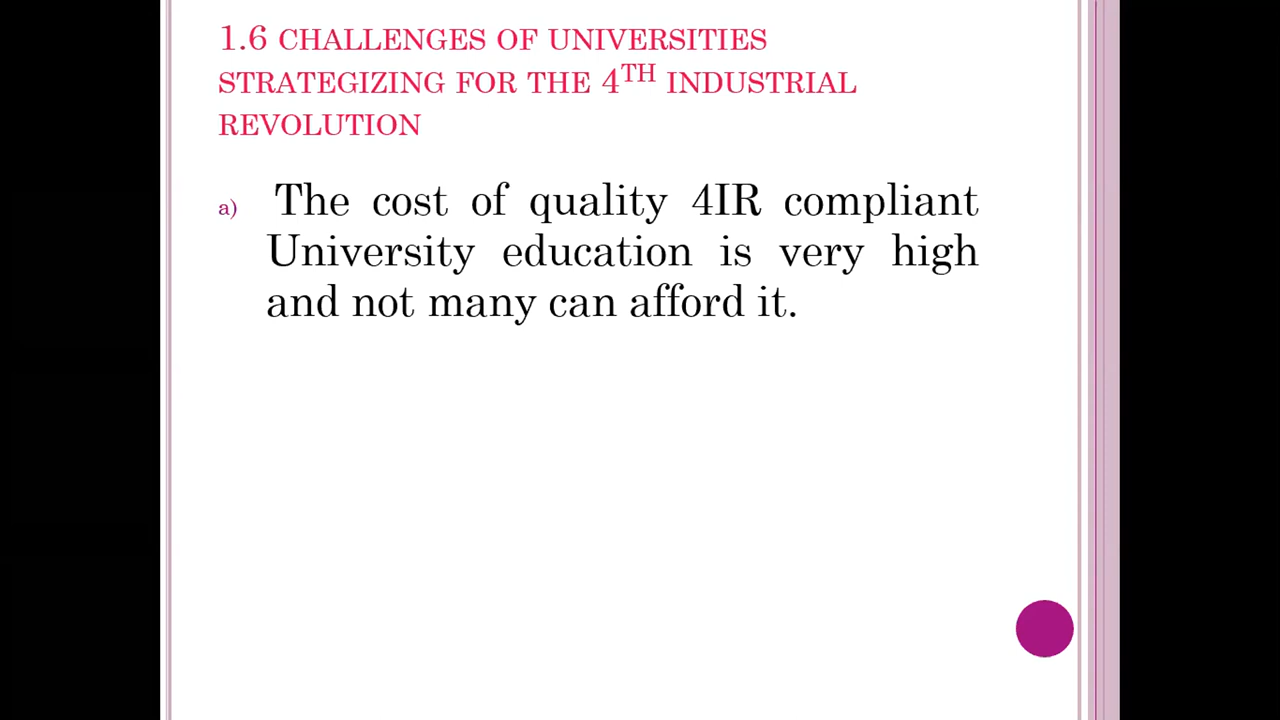 1.6 CHALLENGES OF UNIVERSITIES
STRATEGIZING FOR THE 4TH INDUSTRIAL
REVOLUTION
a) The cost of quality 4IR compliant
University education is very high
and not many can afford it.